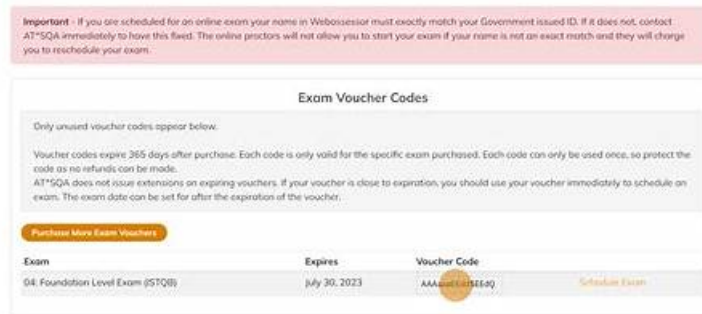 Important - If you are scheduled for an online exam your name in Webassessor must exactly match your Government issued ID. If it does not, contact
AT*SQA immediately to have this fixed. The online proctors will not allow you to start your exam if your name is not an exact match and they will charge
you to reschedule your exam.
Exam Voucher Codes
Only unused voucher codes appear below.
Voucher codes expire 365 days after purchase. Each code is only valid for the specific exam purchased. Each code can only be used once, so protect the
code as no refunds can be made.
AT*SQA does not issue extensions on expiring vouchers. If your voucher is close to expiration, you should use your voucher immediately to schedule an
exam. The exam date can be set for after the expiration of the voucher.
Purchase More Exam Vouchers
Exam Expires Voucher Code
04: Foundation Level Exam (ISTQB) July 30, 2023 Schedule Exam